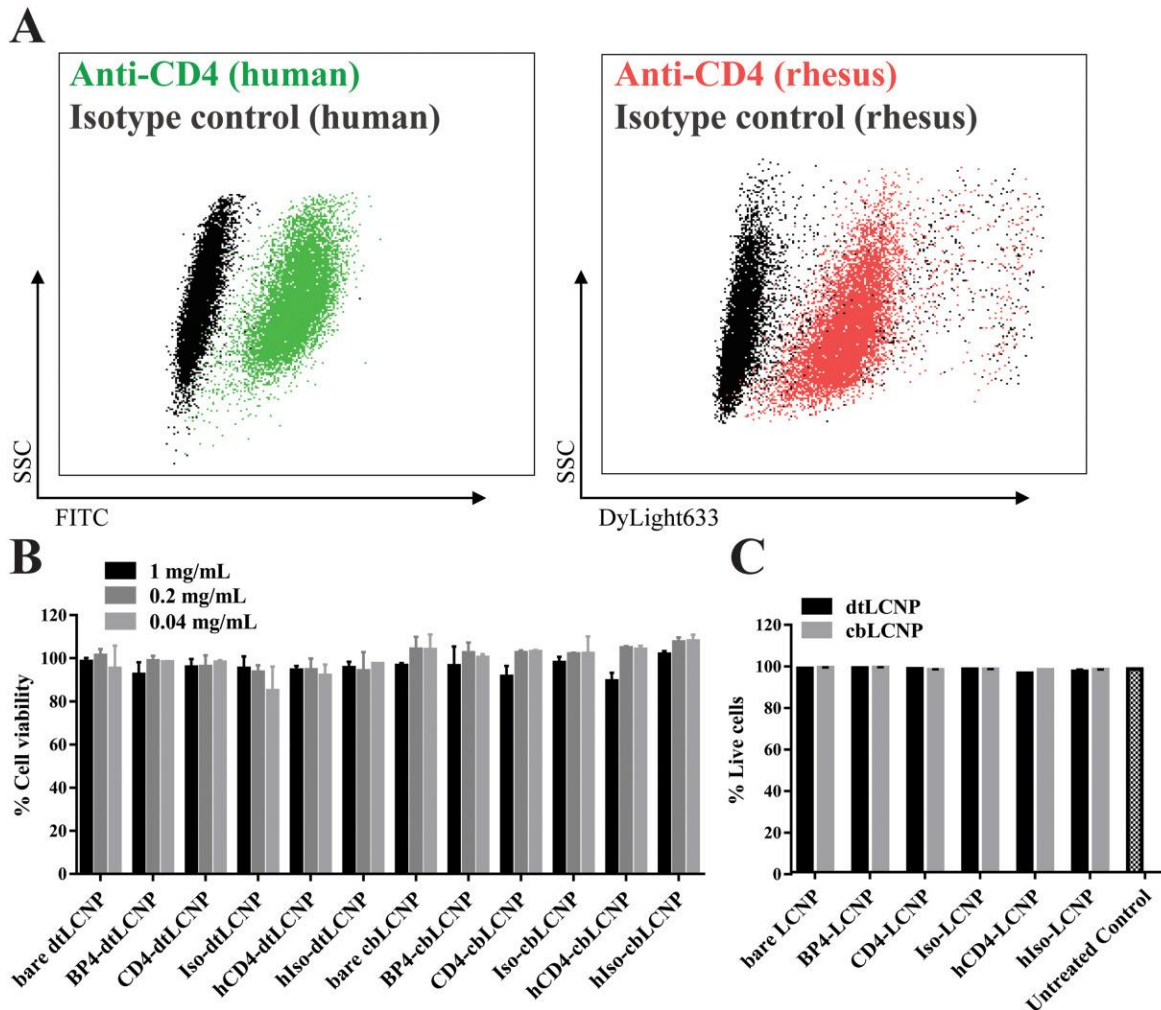 A
Anti-CD4 (human)
Isotype control (human)
SSC
FITC
Anti-CD4 (rhesus)
Isotype control (rhesus)
SSC
DyLight633
B
1 mg/mL
0.2 mg/mL
0.04 mg/mL
% Cell viability
120
100
80
60
40
20
0
bare dtLCNP
BP4-dtLCNP
CD4-dtLCNP
Iso-dtLCNP
hCD4-dtLCNP
hIso-dtLCNP
bare cbLCNP
BP4-cbLCNP
CD4-cbLCNP
Iso-cbLCNP
hCD4-cbLCNP
hIso-cbLCNP
C
dtLCNP
cbLCNP
% Live cells
120
100
80
60
40
20
0
bare LCNP
BP4-LCNP
CD4-LCNP
Iso-LCNP
hCD4-LCNP
hIso-LCNP
Untreated Control